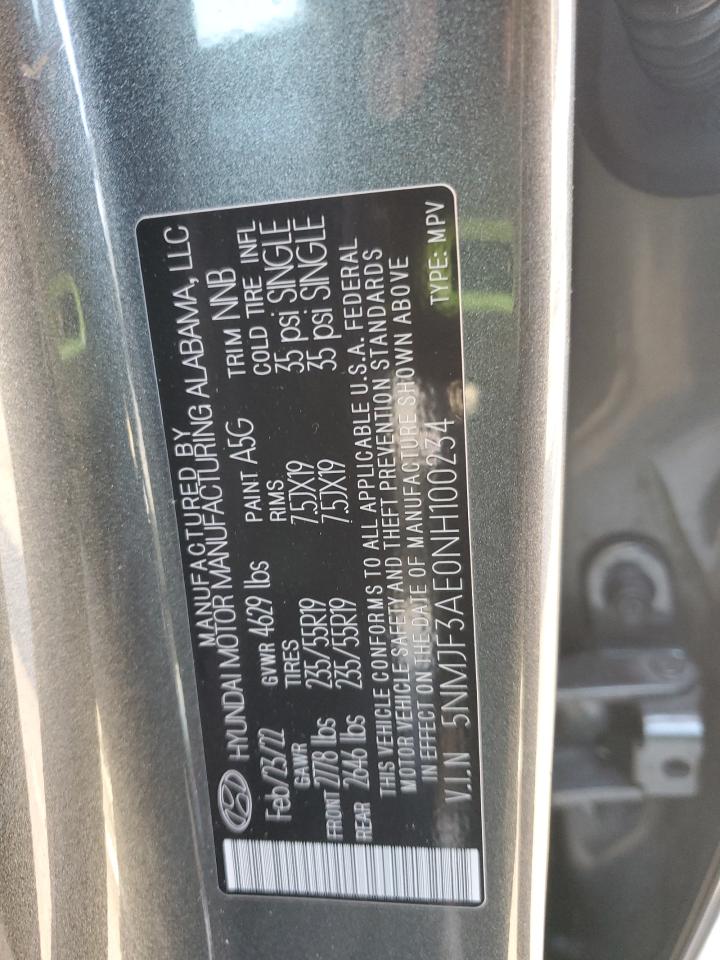 MANUFACTURED BY
HYUNDAI MOTOR MANUFACTURING ALABAMA, LLC
Feb/23/22 GVWR 4629 lbs PAINT A5G TRIM NNB
GAWR TIRES RIMS COLD TIRE INFL
FRONT 2778 lbs 235/55R19 7.5JX19 35 psi SINGLE
REAR 2646 lbs 235/55R19 7.5JX19 35 psi SINGLE
THIS VEHICLE CONFORMS TO ALL APPLICABLE U.S.A. FEDERAL
MOTOR VEHICLE SAFETY AND THEFT PREVENTION STANDARDS
IN EFFECT ON THE DATE OF MANUFACTURE SHOWN ABOVE
V.I.N 5NMJF3AE0NH100234 TYPE: MPV